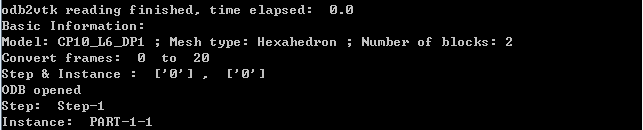 odb2vtk reading finished, time elapsed:  0.0
Basic Information:
Model: CP10_L6_DP1 ; Mesh type: Hexahedron ; Number of blocks: 2
Convert frames:  0  to  20
Step & Instance :  ['0'] ,  ['0']
ODB opened
Step:  Step-1
Instance:  PART-1-1